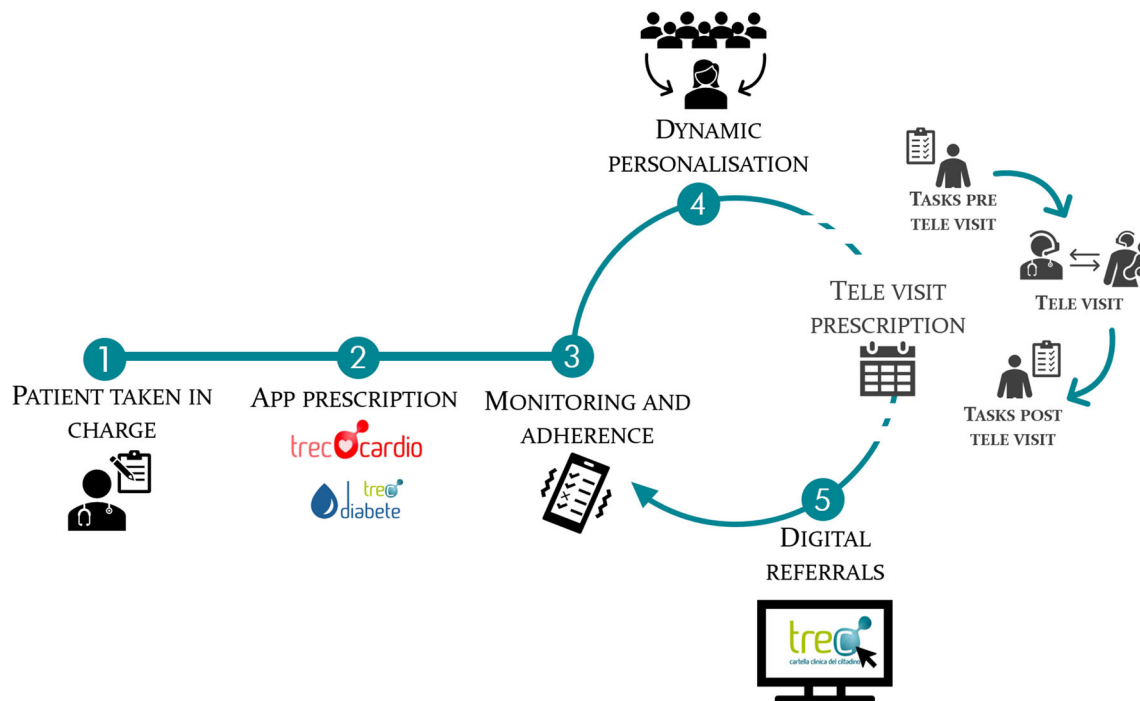 1
PATIENT TAKEN IN
CHARGE
2
APP PRESCRIPTION
trec cardio
trec
diabete
3
MONITORING AND
ADHERENCE
DYNAMIC
PERSONALISATION
4
TELE VISIT
PRESCRIPTION
TASKS PRE
TELE VISIT
TELE VISIT
TASKS POST
TELE VISIT
5
DIGITAL
REFERRALS
trec
cartella clinica del cittadino